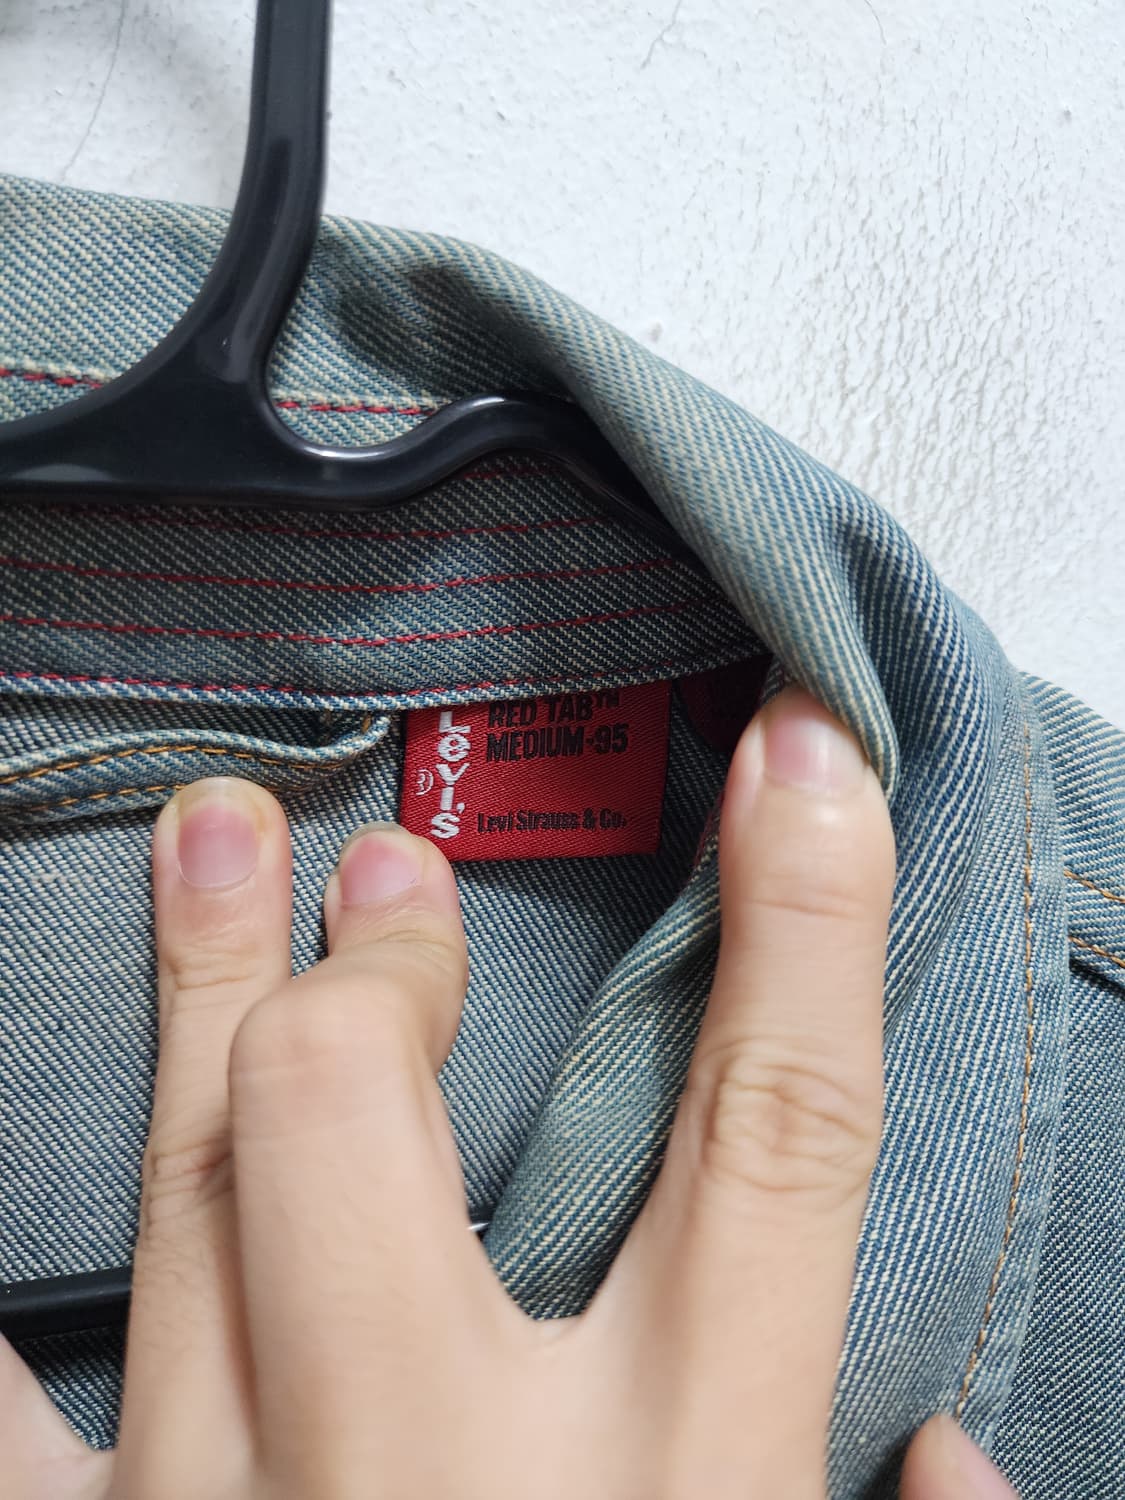 Levi's
®
RED TAB™
MEDIUM-95
Levi Strauss & Co.